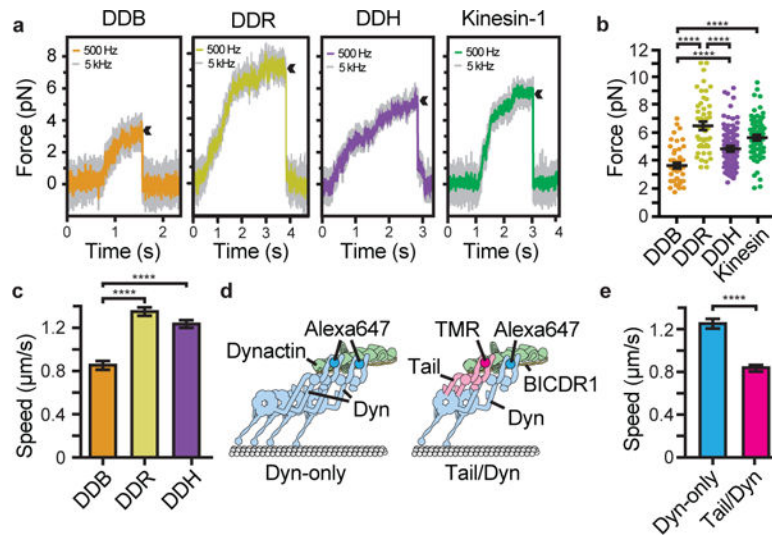 a
DDB
DDR
DDH
Kinesin-1
b
500 Hz
5 kHz
500 Hz
5 kHz
500 Hz
5 kHz
500 Hz
5 kHz
Force (pN)
8
6
4
2
0
0 1 2
0 1 2 3 4
0 1 2 3
0 1 2 3 4
Time (s)
Time (s)
Time (s)
Time (s)
****
**** ****
****
Force (pN)
12
10
8
6
4
2
0
DDB
DDR
DDH
Kinesin
c
****
****
Speed (µm/s)
1.2
0.8
0.4
0
DDB
DDR
DDH
d
Alexa647
Dynactin
Dyn
Dyn-only
TMR
Alexa647
Tail
BICDR1
Dyn
Tail/Dyn
e
****
Speed (µm/s)
1.2
0.8
0.4
0
Dyn-only
Tail/Dyn